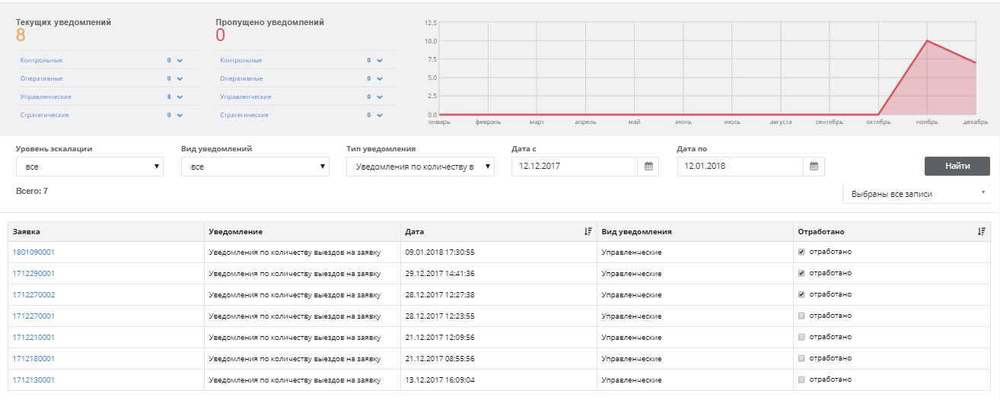 Текущих уведомлений
8
Контрольные 0
Оперативные 0
Управленческие 8
Стратегические 0
Пропущено уведомлений
0
Контрольные 0
Оперативные 0
Управленческие 0
Стратегические 0
12.5
10.0
7.5
5.0
2.5
0.0
январь февраль март апрель май июнь июль августа сентябрь октябрь ноябрь декабрь
Уровень эскалации Вид уведомлений Тип уведомления Дата с Дата по
все все Уведомления по количеству в 12.12.2017 12.01.2018 Найти
Всего: 7
Выбраны все записи
Заявка Уведомление Дата Вид уведомления Отработано
1801090001 Уведомления по количеству выездов на заявку 09.01.2018 17:30:55 Управленческие отработано
1712290001 Уведомления по количеству выездов на заявку 29.12.2017 14:41:36 Управленческие отработано
1712270002 Уведомления по количеству выездов на заявку 28.12.2017 12:27:38 Управленческие отработано
1712270001 Уведомления по количеству выездов на заявку 28.12.2017 12:23:55 Управленческие отработано
1712210001 Уведомления по количеству выездов на заявку 21.12.2017 12:09:56 Управленческие отработано
1712180001 Уведомления по количеству выездов на заявку 21.12.2017 08:55:56 Управленческие отработано
1712130001 Уведомления по количеству выездов на заявку 13.12.2017 16:09:04 Управленческие отработано